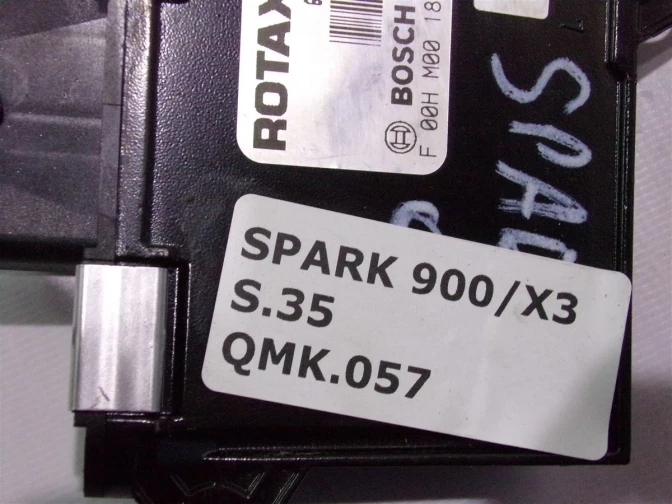 ROTAX
BOSCH
F 00H M00 18
SPARK 900/X3
S.35
QMK.057